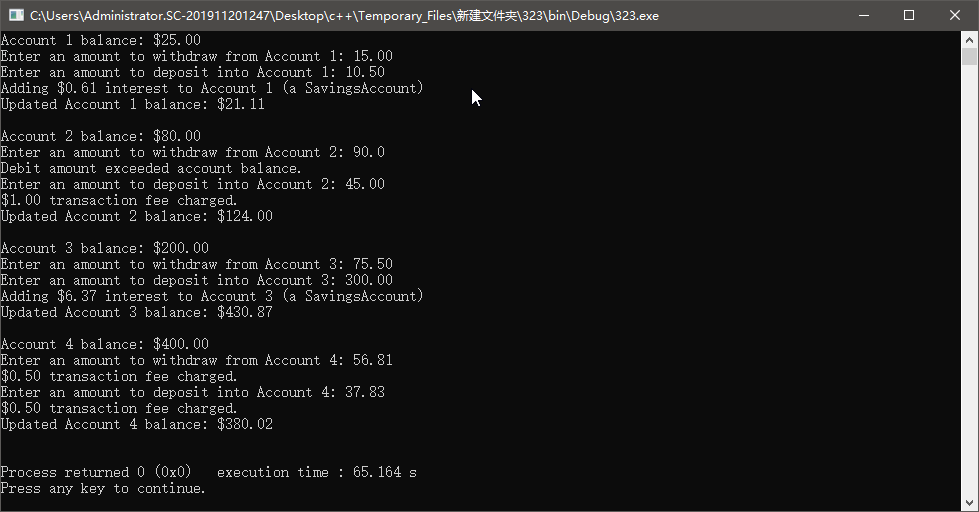 C:\Users\Administrator.SC-201911201247\Desktop\c++\Temporary_Files\新建文件夹\323\bin\Debug\323.exe
Account 1 balance: $25.00
Enter an amount to withdraw from Account 1: 15.00
Enter an amount to deposit into Account 1: 10.50
Adding $0.61 interest to Account 1 (a SavingsAccount)
Updated Account 1 balance: $21.11
Account 2 balance: $80.00
Enter an amount to withdraw from Account 2: 90.0
Debit amount exceeded account balance.
Enter an amount to deposit into Account 2: 45.00
$1.00 transaction fee charged.
Updated Account 2 balance: $124.00
Account 3 balance: $200.00
Enter an amount to withdraw from Account 3: 75.50
Enter an amount to deposit into Account 3: 300.00
Adding $6.37 interest to Account 3 (a SavingsAccount)
Updated Account 3 balance: $430.87
Account 4 balance: $400.00
Enter an amount to withdraw from Account 4: 56.81
$0.50 transaction fee charged.
Enter an amount to deposit into Account 4: 37.83
$0.50 transaction fee charged.
Updated Account 4 balance: $380.02
Process returned 0 (0x0)   execution time : 65.164 s
Press any key to continue.